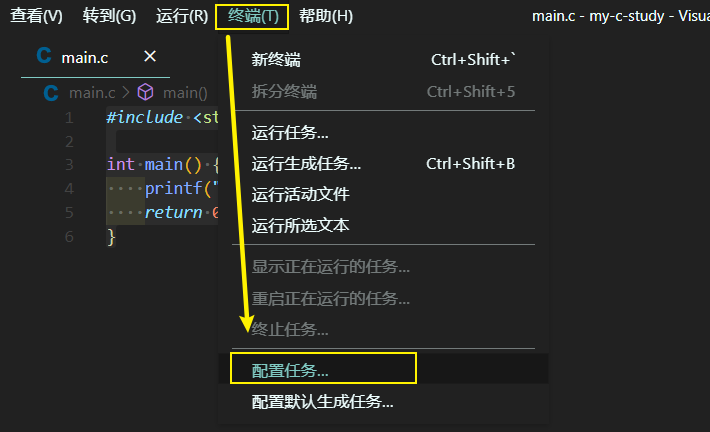 查看(V) 转到(G) 运行(R) 终端(T) 帮助(H) main.c - my-c-study - Visua
C main.c ×
C main.c > main()
新终端 Ctrl+Shift+`
拆分终端 Ctrl+Shift+5
运行任务...
运行生成任务... Ctrl+Shift+B
运行活动文件
运行所选文本
显示正在运行的任务...
重启正在运行的任务...
终止任务...
配置任务...
配置默认生成任务...
1 #include <st
2
3 int main() {
4 printf("
5 return 0
6 }